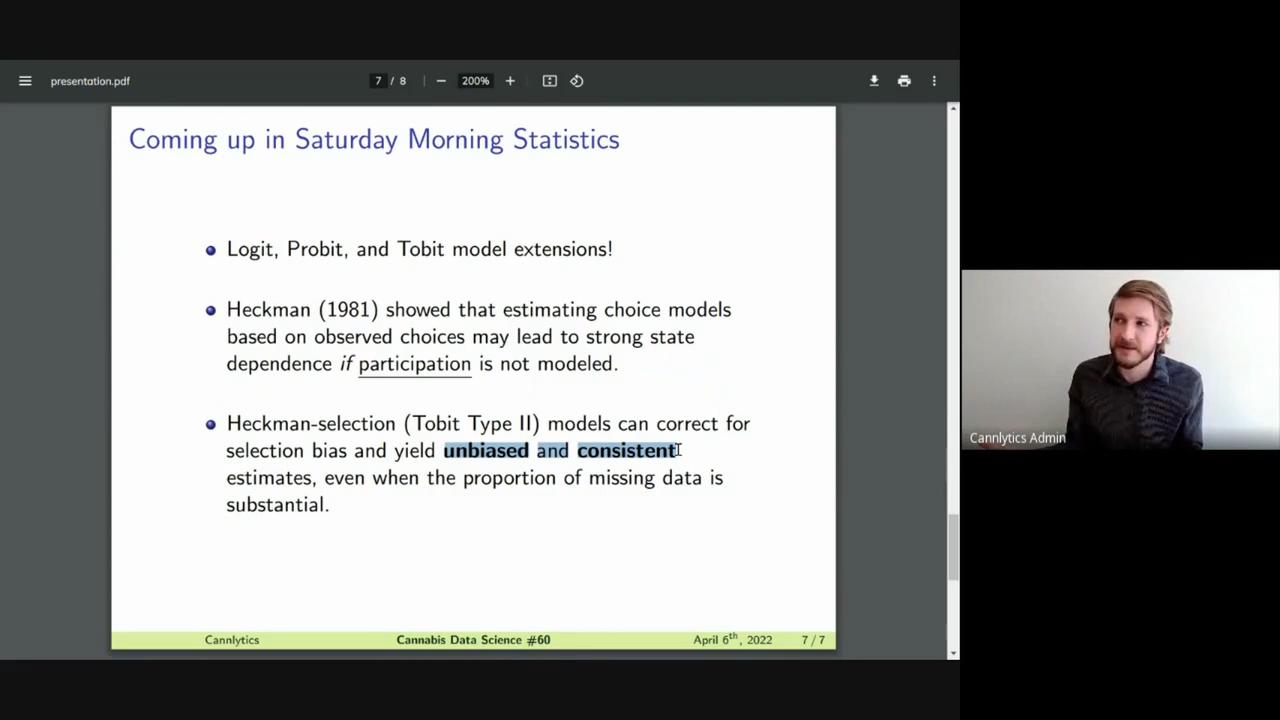 presentation.pdf
7 / 8
200%
Coming up in Saturday Morning Statistics
Logit, Probit, and Tobit model extensions!
Heckman (1981) showed that estimating choice models
based on observed choices may lead to strong state
dependence if participation is not modeled.
Heckman-selection (Tobit Type II) models can correct for
selection bias and yield unbiased and consistent
estimates, even when the proportion of missing data is
substantial.
Cannlytics
Cannabis Data Science #60
April 6th, 2022
7 / 7
Cannlytics Admin